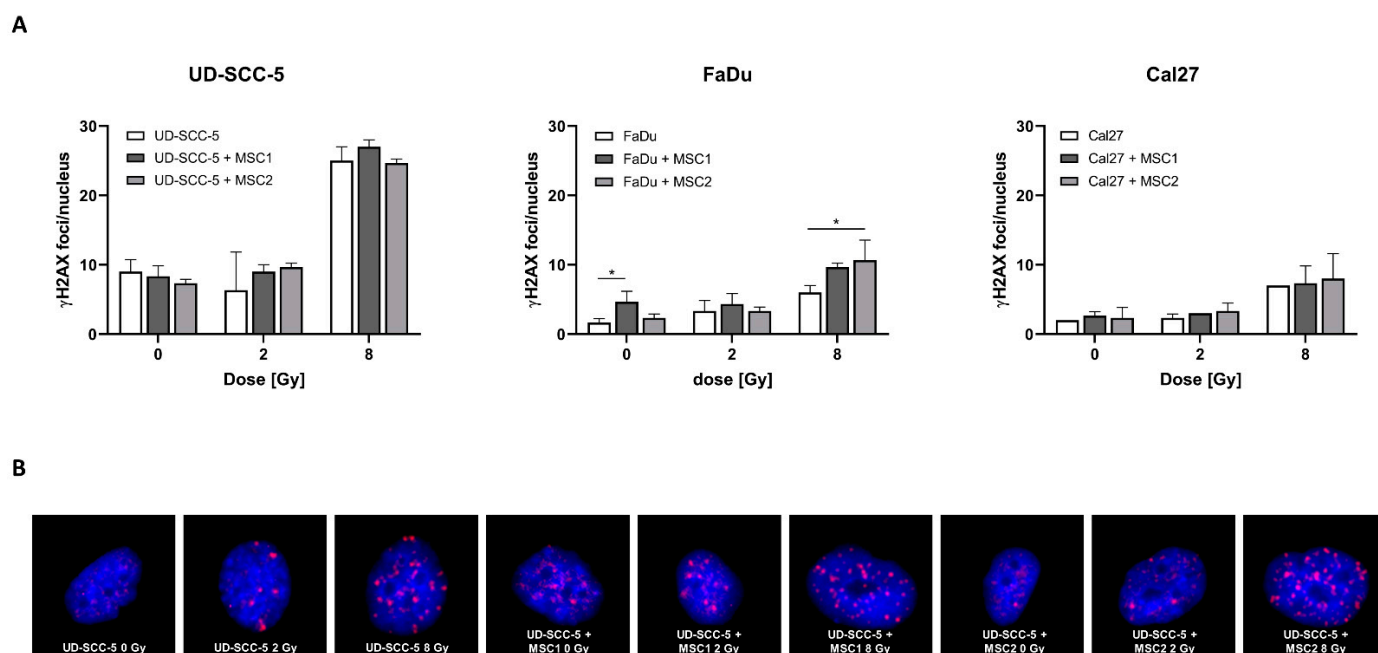 A
UD-SCC-5
γH2AX foci/nucleus
30
20
10
0
UD-SCC-5
UD-SCC-5 + MSC1
UD-SCC-5 + MSC2
0 2 8
Dose [Gy]
FaDu
γH2AX foci/nucleus
30
20
10
0
FaDu
FaDu + MSC1
FaDu + MSC2
*
*
0 2 8
dose [Gy]
Cal27
γH2AX foci/nucleus
30
20
10
0
Cal27
Cal27 + MSC1
Cal27 + MSC2
0 2 8
Dose [Gy]
B
UD-SCC-5 0 Gy
UD-SCC-5 2 Gy
UD-SCC-5 8 Gy
UD-SCC-5 +
MSC1 0 Gy
UD-SCC-5 +
MSC1 2 Gy
UD-SCC-5 +
MSC1 8 Gy
UD-SCC-5 +
MSC2 0 Gy
UD-SCC-5 +
MSC2 2 Gy
UD-SCC-5 +
MSC2 8 Gy